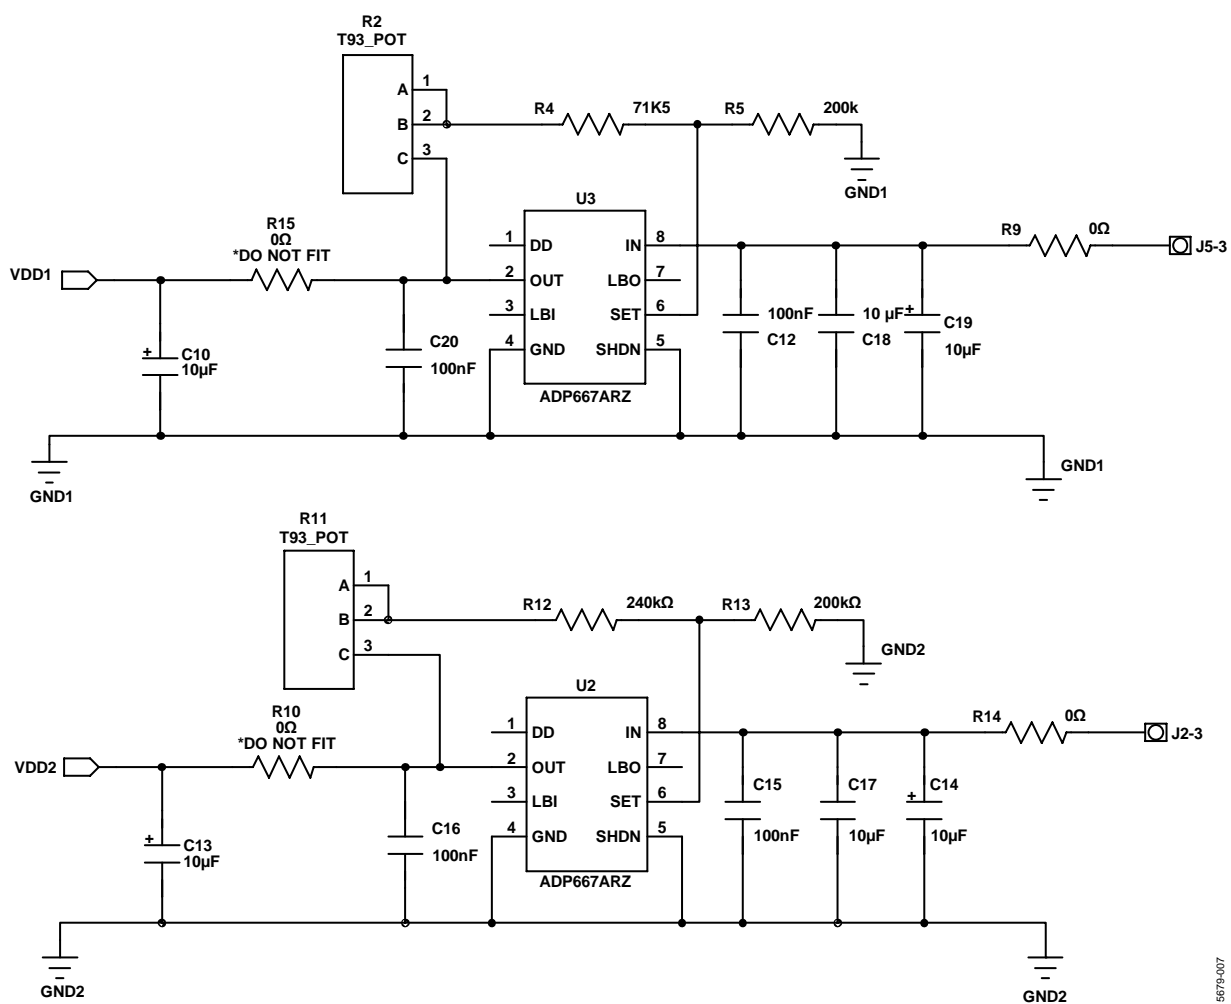 R2
T93_POT
A 1
B 2
C 3
R4 71K5 R5 200k
GND1
U3
1 DD IN 8
2 OUT LBO 7
3 LBI SET 6
4 GND SHDN 5
ADP667ARZ
R15
0Ω
*DO NOT FIT
VDD1
+ C10
10µF
C20
100nF
100nF
C12
10 µF
C18
+ C19
10µF
R9 0Ω
J5-3
GND1
GND1
R11
T93_POT
A 1
B 2
C 3
R12 240kΩ R13 200kΩ
GND2
U2
1 DD IN 8
2 OUT LBO 7
3 LBI SET 6
4 GND SHDN 5
ADP667ARZ
R10
0Ω
*DO NOT FIT
VDD2
+ C13
10µF
C16
100nF
C15
100nF
C17
10µF
+ C14
10µF
R14 0Ω
J2-3
GND2
GND2
5679-007